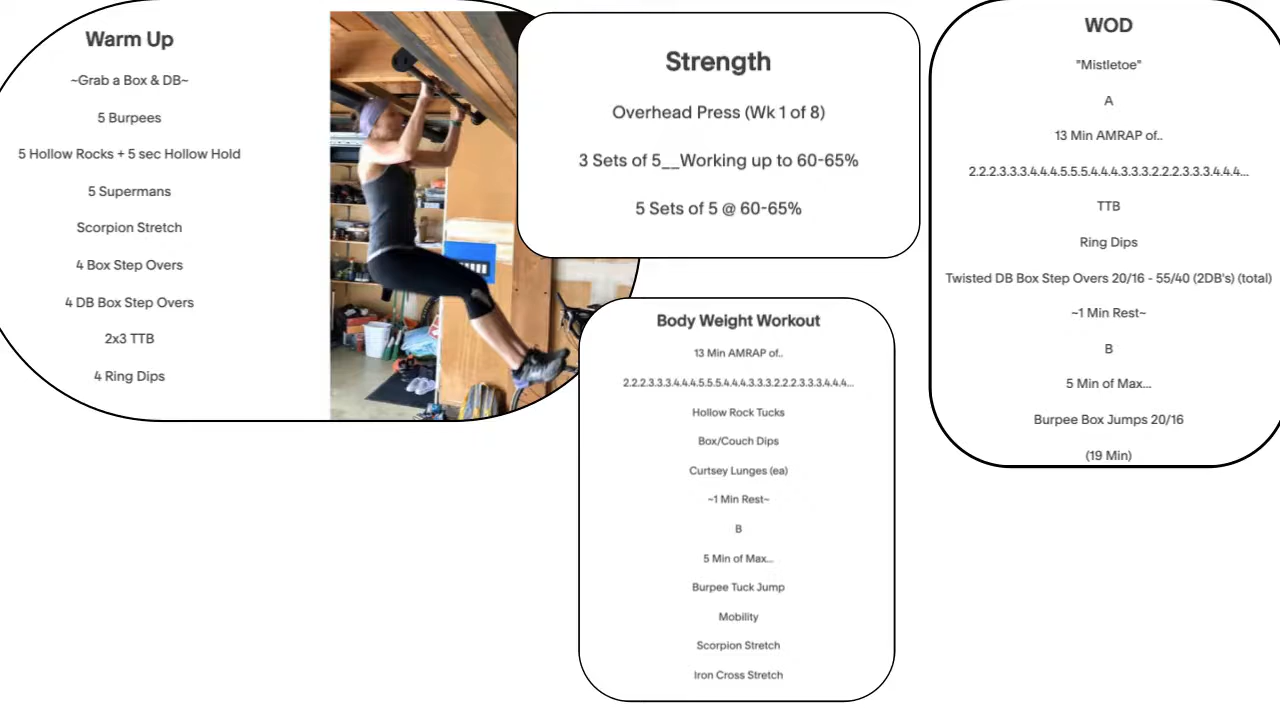 Warm Up
~Grab a Box & DB~
5 Burpees
5 Hollow Rocks + 5 sec Hollow Hold
5 Supermans
Scorpion Stretch
4 Box Step Overs
4 DB Box Step Overs
2x3 TTB
4 Ring Dips
Strength
Overhead Press (Wk 1 of 8)
3 Sets of 5__Working up to 60-65%
5 Sets of 5 @ 60-65%
Body Weight Workout
13 Min AMRAP of..
2.2.2.3.3.3.4.4.4.5.5.5.4.4.4.3.3.3.2.2.2.3.3.3.4.4.4...
Hollow Rock Tucks
Box/Couch Dips
Curtsey Lunges (ea)
~1 Min Rest~
B
5 Min of Max...
Burpee Tuck Jump
Mobility
Scorpion Stretch
Iron Cross Stretch
WOD
"Mistletoe"
A
13 Min AMRAP of..
2.2.2.3.3.3.4.4.4.5.5.5.4.4.4.3.3.3.2.2.2.3.3.3.4.4.4...
TTB
Ring Dips
Twisted DB Box Step Overs 20/16 - 55/40 (2DB's) (total)
~1 Min Rest~
B
5 Min of Max...
Burpee Box Jumps 20/16
(19 Min)